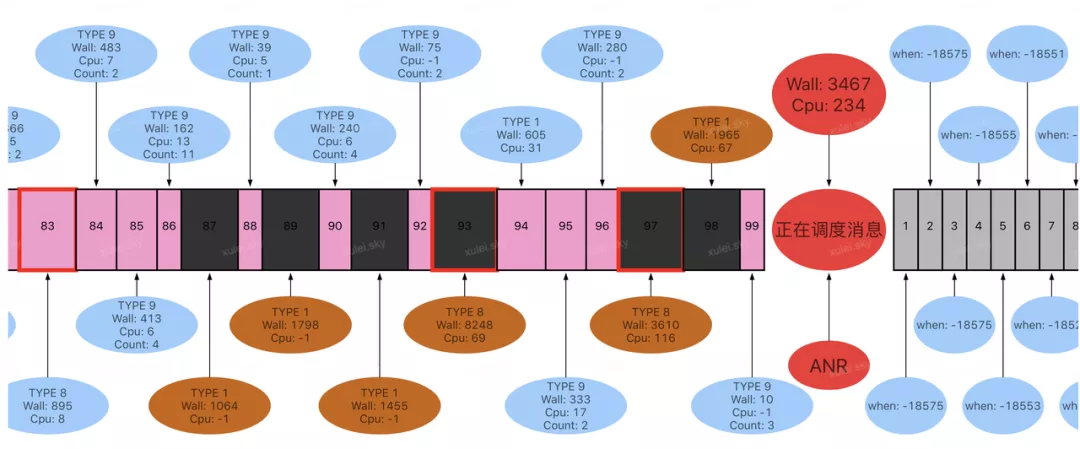 TYPE 9
Wall: 483
Cpu: 7
Count: 2
TYPE 9
Wall: 39
Cpu: 5
Count: 1
TYPE 9
Wall: 75
Cpu: -1
Count: 2
TYPE 9
Wall: 280
Cpu: -1
Count: 2
Wall: 3467
Cpu: 234
when: -18575
when: -18551
9
366
5
: 2
TYPE 9
Wall: 162
Cpu: 13
Count: 11
TYPE 9
Wall: 240
Cpu: 6
Count: 4
TYPE 1
Wall: 605
Cpu: 31
TYPE 1
Wall: 1965
Cpu: 67
when: -18555
when: -
83
84
85
86
87
88
89
90
91
92
93
94
95
96
97
98
99
正在调度消息
1
2
3
4
5
6
7
8
xulei.sky
xulei.sky
xulei.sky
xulei.sky
TYPE 9
Wall: 413
Cpu: 6
Count: 4
TYPE 1
Wall: 1798
Cpu: -1
TYPE 8
Wall: 8248
Cpu: 69
TYPE 8
Wall: 3610
Cpu: 116
when: -18575
when: -1852
TYPE 8
Wall: 895
Cpu: 8
TYPE 1
Wall: 1064
Cpu: -1
TYPE 1
Wall: 1455
Cpu: -1
TYPE 9
Wall: 333
Cpu: 17
Count: 2
TYPE 9
Wall: 10
Cpu: -1
Count: 3
ANR
when: -18575
when: -18553